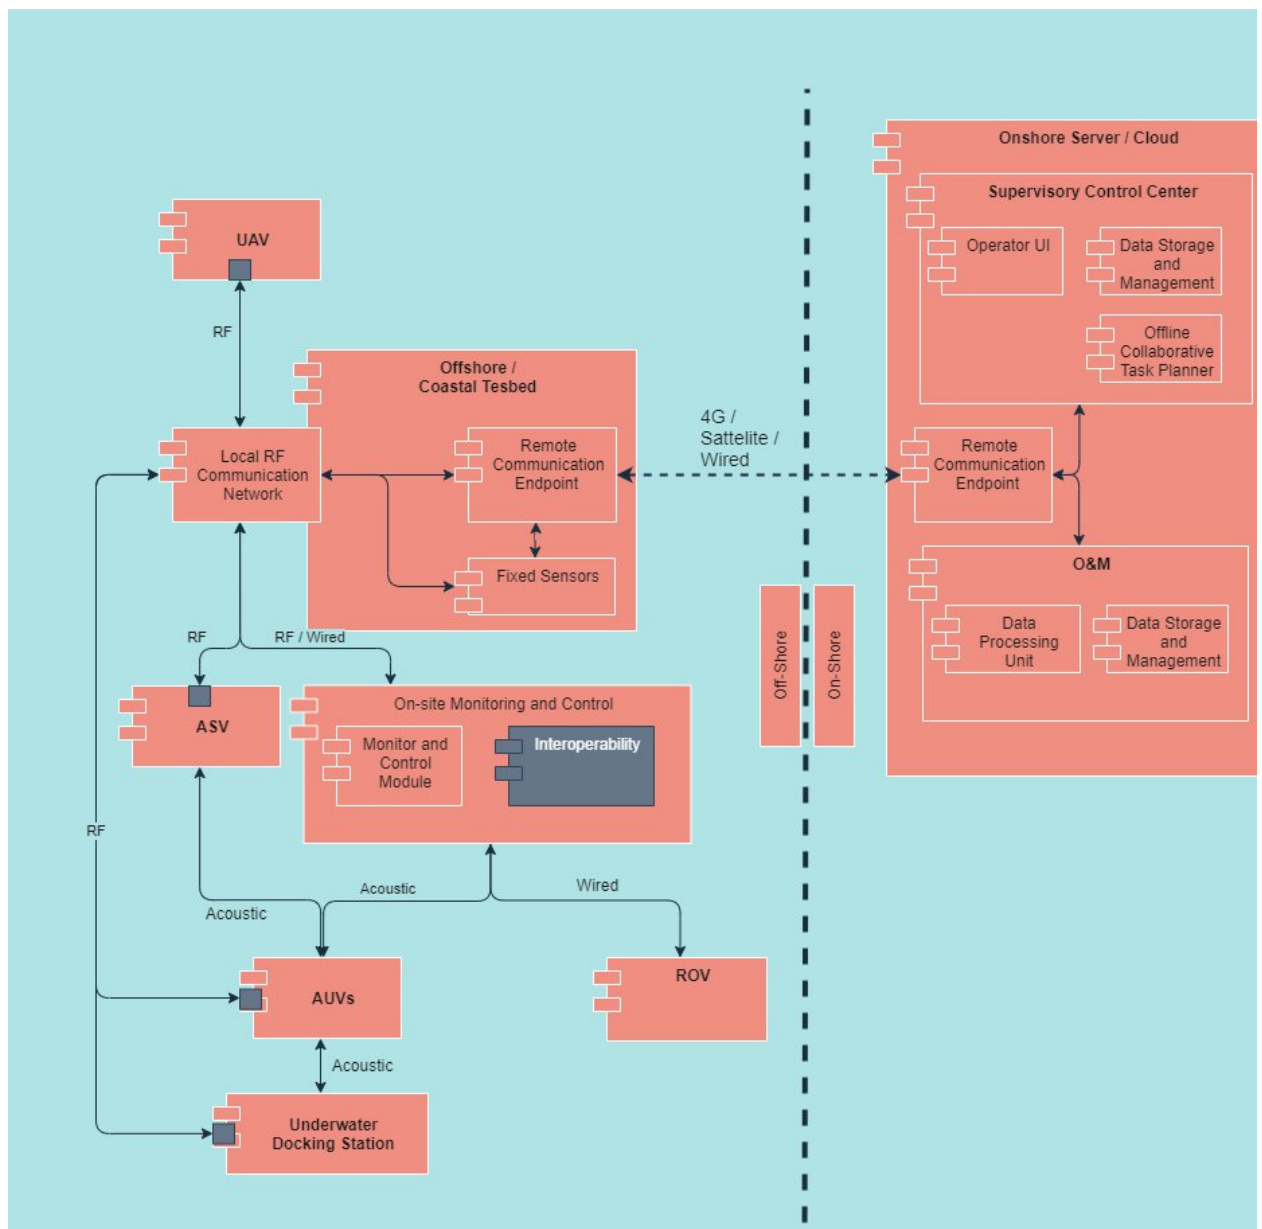 Onshore Server / Cloud
Supervisory Control Center
Operator UI
Data Storage
and
Management
Offline
Collaborative
Task Planner
UAV
RF
Offshore /
Coastal Tesbed
4G /
Sattelite /
Wired
Local RF
Communication
Network
Remote
Communication
Endpoint
Remote
Communication
Endpoint
Fixed Sensors
O&M
Data
Processing
Unit
Data Storage
and
Management
RF
RF / Wired
Off-Shore
On-Shore
ASV
On-site Monitoring and Control
Monitor and
Control
Module
Interoperability
RF
Acoustic
Acoustic
Wired
AUVs
ROV
Acoustic
Underwater
Docking Station